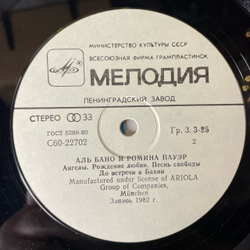 МИНИСТЕРСТВО КУЛЬТУРЫ СССР
ВСЕСОЮЗНАЯ ФИРМА ГРАМПЛАСТИНОК
МЕЛОДИЯ
ЛЕНИНГРАДСКИЙ ЗАВОД
СТЕРЕО 33
Гр. 3. 3-25
ГОСТ 5289-80
С60-22702
2
АЛЬ БАНО И РОМИНА ПАУЭР
Ангелы. Рождение любви. Песнь свободы
До встречи в Бахии
Manufactured under license of ARIOLA
Group of Companies,
München
Запись 1982 г.